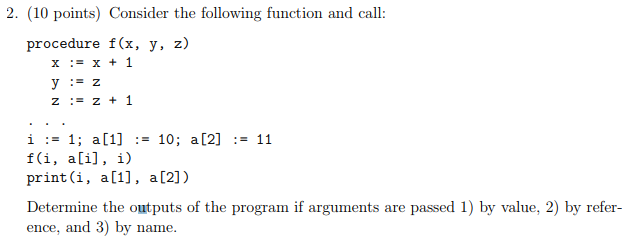 2. (10 points) Consider the following function and call:
procedure f(x, y, z)
x := x + 1
y := z
z := z + 1
. . .
i := 1; a[1] := 10; a[2] := 11
f(i, a[i], i)
print(i, a[1], a[2])
Determine the outputs of the program if arguments are passed 1) by value, 2) by refer-
ence, and 3) by name.